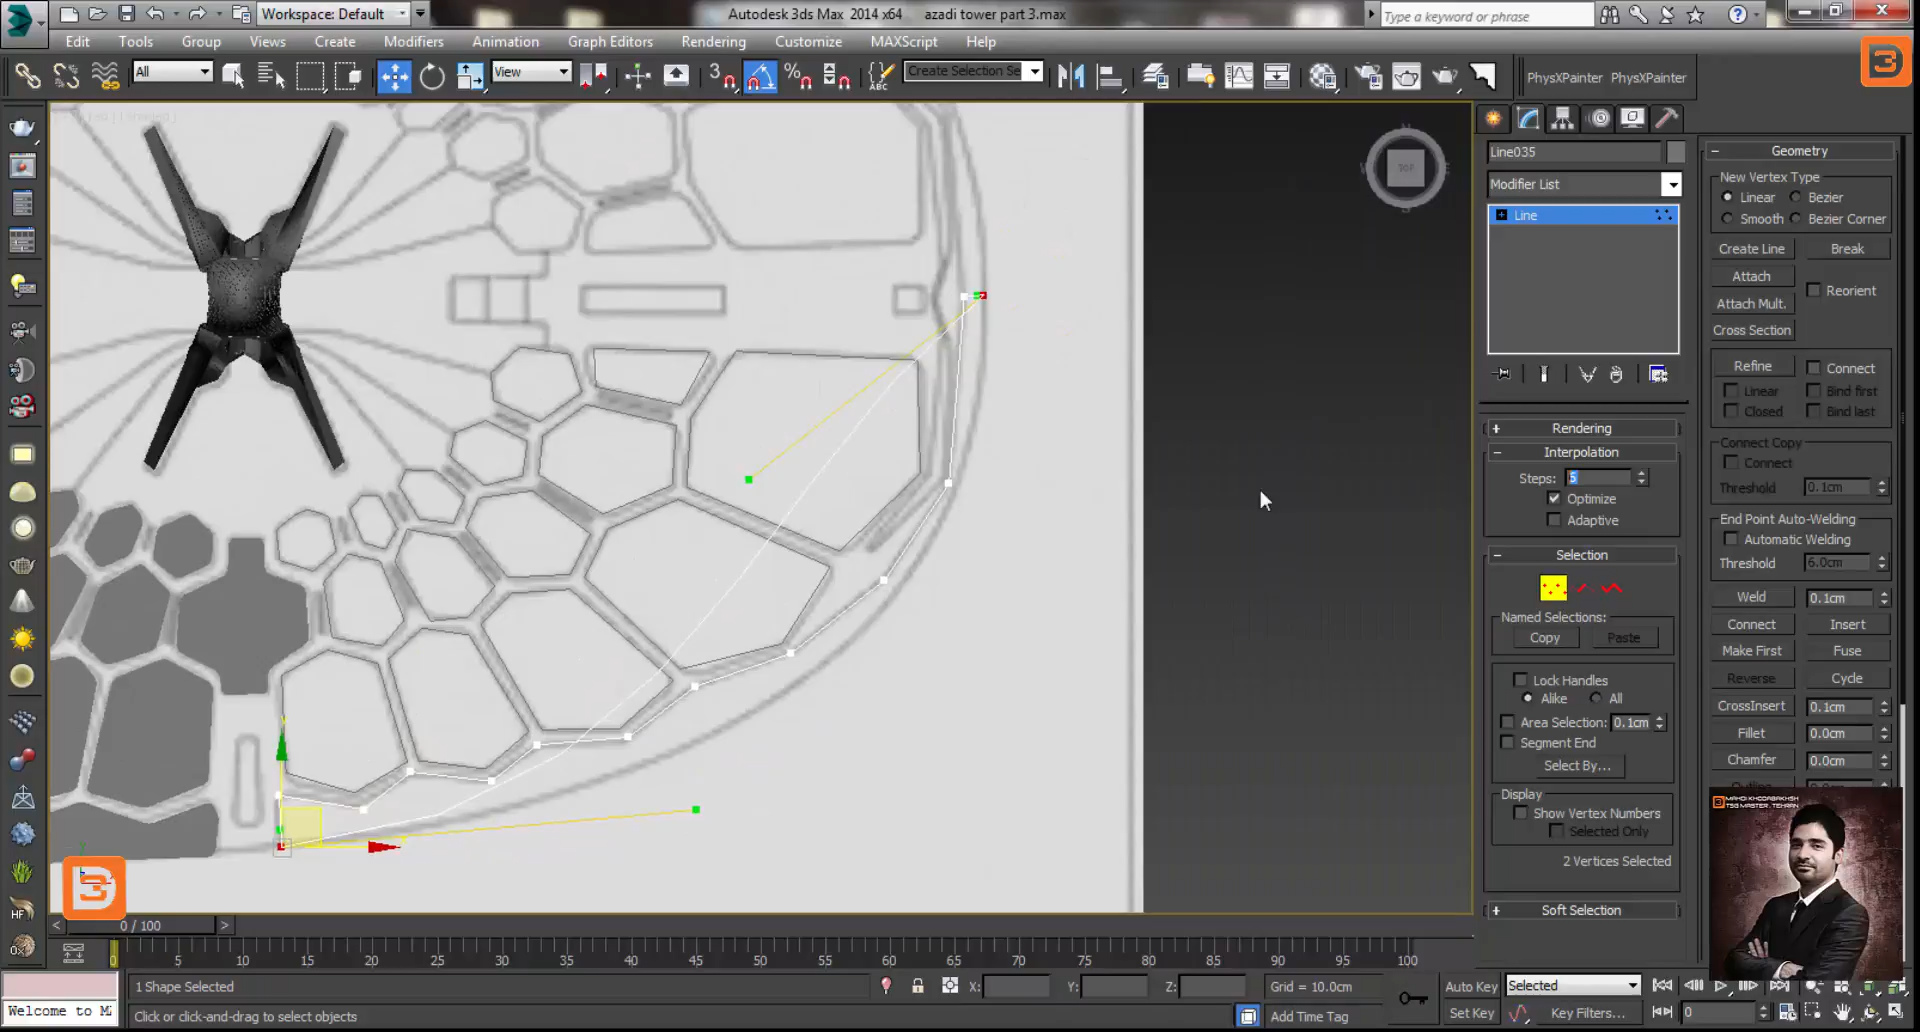 Workspace: Default
Autodesk 3ds Max 2014 x64 azadi tower part 3.max
Type a keyword or phrase
Edit Tools Group Views Create Modifiers Animation Graph Editors Rendering Customize MAXScript Help
All
View
Create Selection Se
PhysXPainter PhysXPainter
TOP
Line035
Modifier List
Line
Rendering
Interpolation
Steps: 5
Optimize
Adaptive
Selection
Named Selections:
Copy Paste
Lock Handles
Alike All
Area Selection: 0.1cm
Segment End
Select By...
Display
Show Vertex Numbers
Selected Only
2 Vertices Selected
Soft Selection
Geometry
New Vertex Type
Linear Bezier
Smooth Bezier Corner
Create Line Break
Attach
Reorient
Attach Mult.
Cross Section
Refine Connect
Linear Bind first
Closed Bind last
Connect Copy
Connect
Threshold 0.1cm
End Point Auto-Welding
Automatic Welding
Threshold 6.0cm
Weld 0.1cm
Connect Insert
Make First Fuse
Reverse Cycle
CrossInsert 0.1cm
Fillet 0.0cm
Chamfer 0.0cm
MAHDI KHODABAKHSH
TSG MASTER, TEHRAN
0 / 100
0 5 10 15 20 25 30 35 40 45 50 55 60 65 70 75 80 85 90 95 100
1 Shape Selected
X: Y: Z:
Grid = 10.0cm
Auto Key Selected
Welcome to M
Click or click-and-drag to select objects
Add Time Tag
Set Key Key Filters...
0